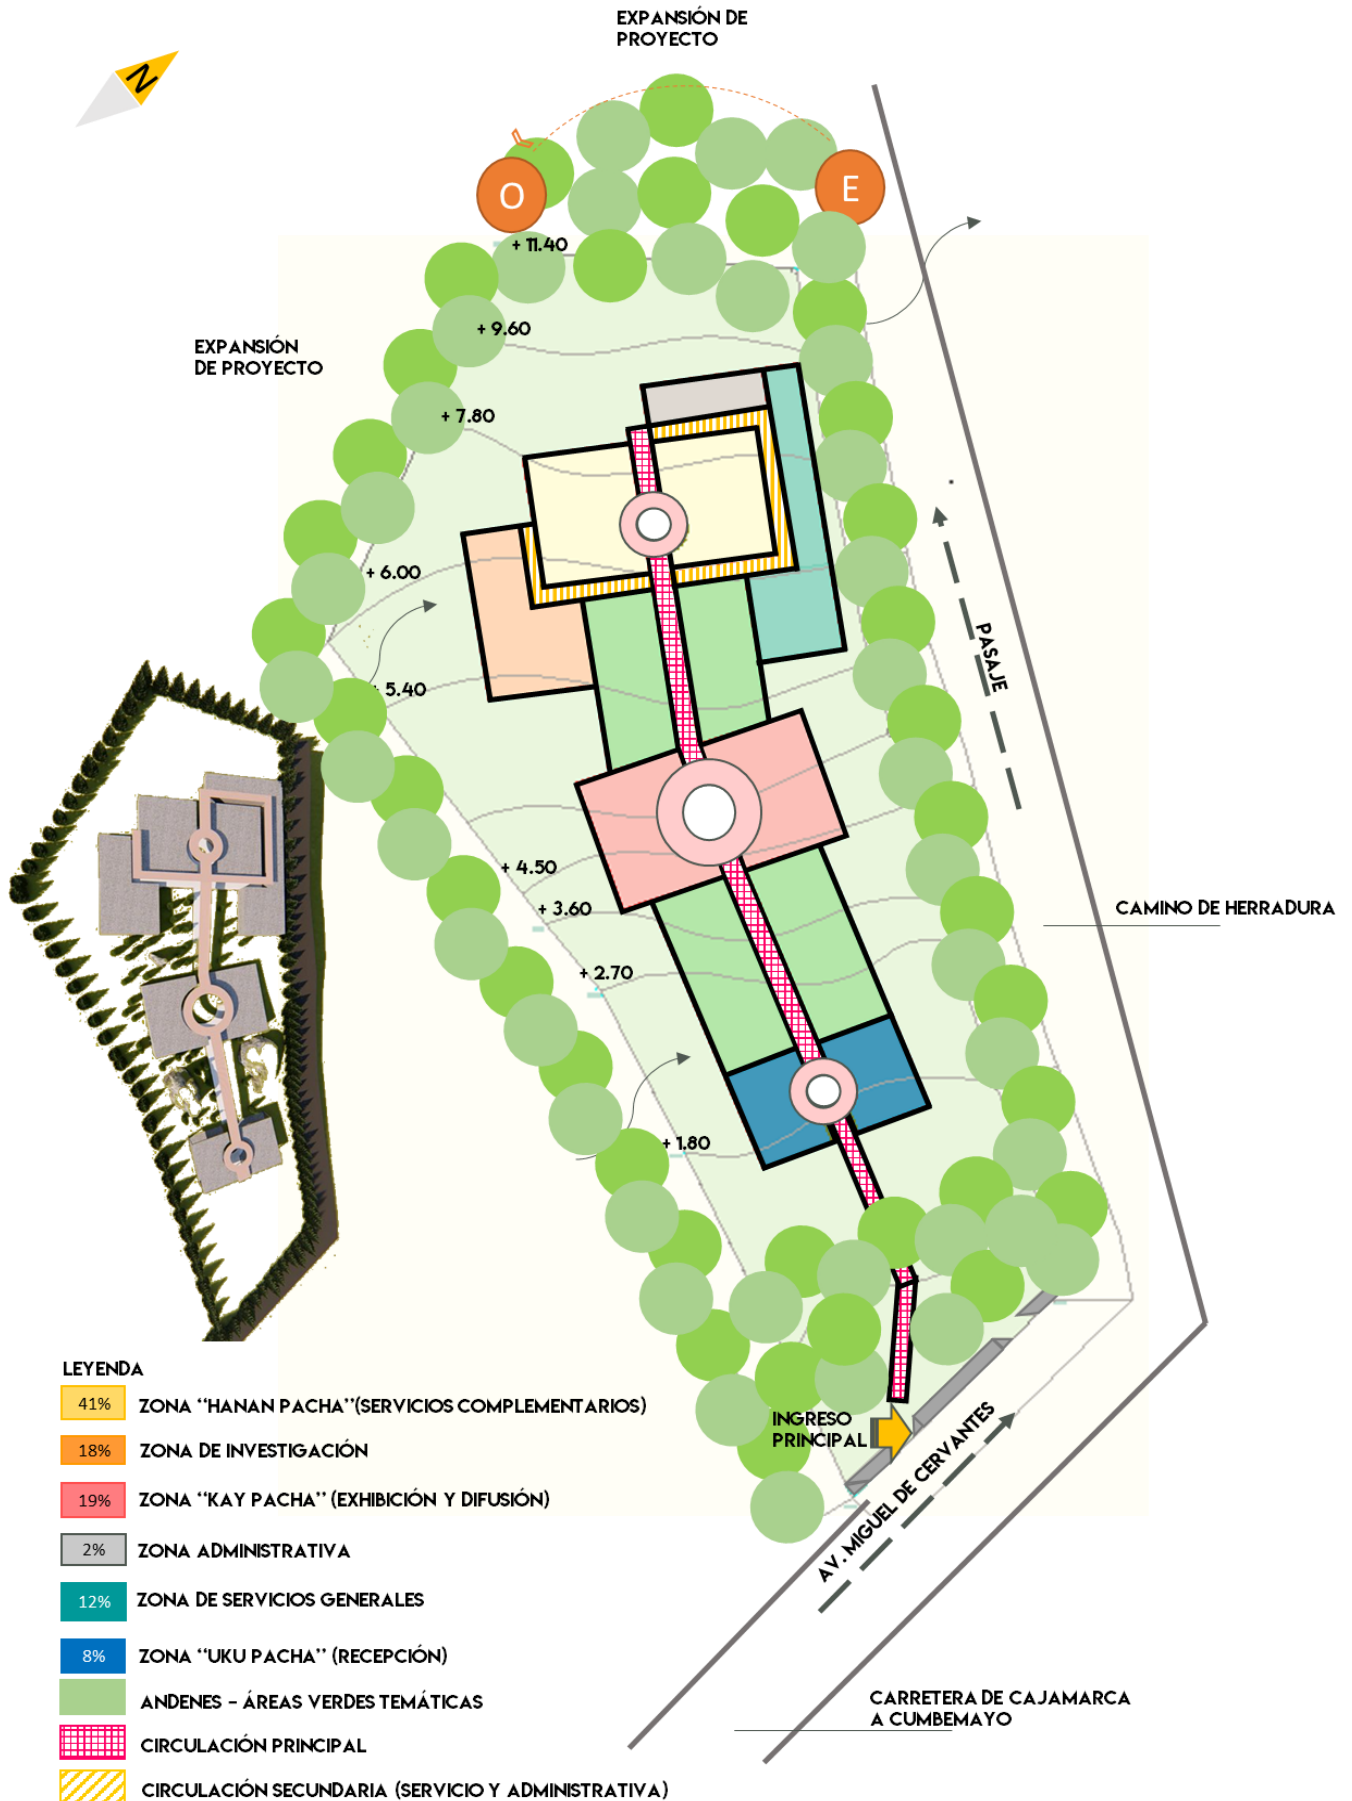 EXPANSIÓN DE
PROYECTO
N
O
E
+ 11.40
+ 9.60
EXPANSIÓN
DE PROYECTO
+ 7.80
+ 6.00
5.40
PASAJE
+ 4.50
+ 3.60
CAMINO DE HERRADURA
+ 2.70
+ 1.80
INGRESO
PRINCIPAL
AV. MIGUEL DE CERVANTES
CARRETERA DE CAJAMARCA
A CUMBEMAYO
LEYENDA
41% ZONA "HANAN PACHA"(SERVICIOS COMPLEMENTARIOS)
18% ZONA DE INVESTIGACIÓN
19% ZONA "KAY PACHA" (EXHIBICIÓN Y DIFUSIÓN)
2% ZONA ADMINISTRATIVA
12% ZONA DE SERVICIOS GENERALES
8% ZONA "UKU PACHA" (RECEPCIÓN)
ANDENES - ÁREAS VERDES TEMÁTICAS
CIRCULACIÓN PRINCIPAL
CIRCULACIÓN SECUNDARIA (SERVICIO Y ADMINISTRATIVA)